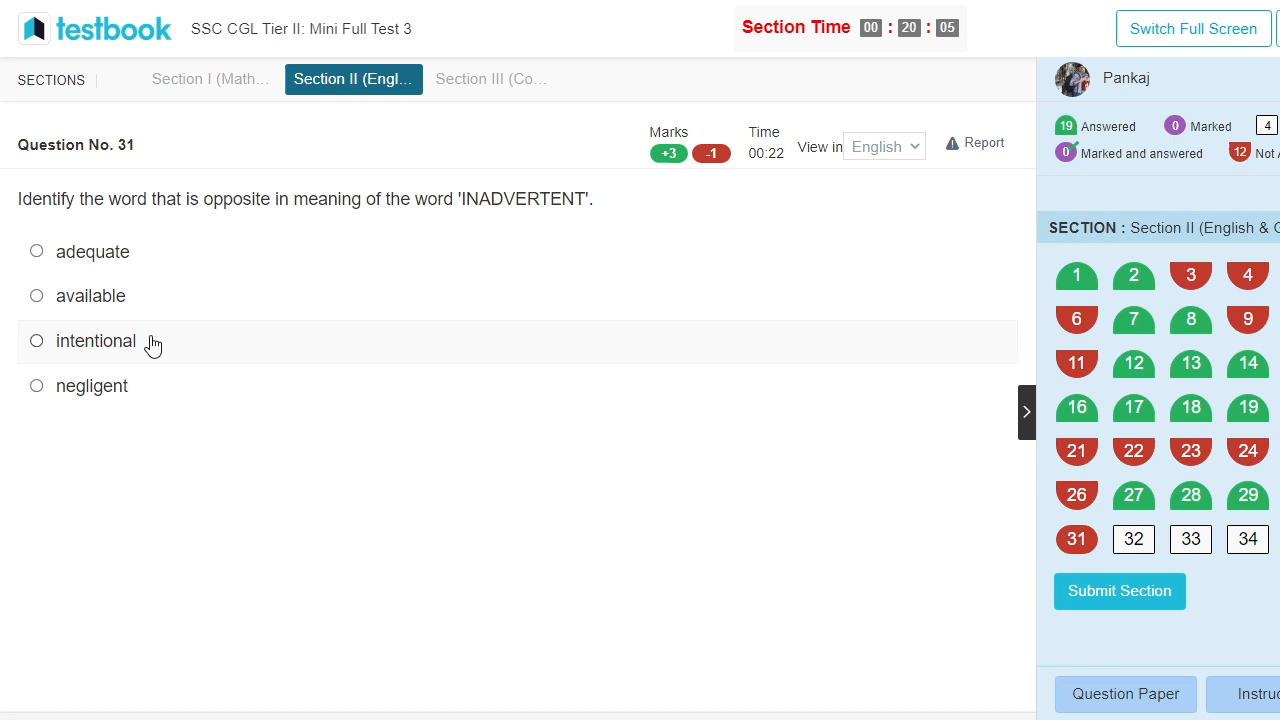 testbook
SSC CGL Tier II: Mini Full Test 3
Section Time 00 : 20 : 05
Switch Full Screen
SECTIONS
Section I (Math...
Section II (Engl...
Section III (Co...
Pankaj
19 Answered
0 Marked
4
0 Marked and answered
12 Not A
Question No. 31
Marks
+3 -1
Time
00:22
View in English
Report
Identify the word that is opposite in meaning of the word 'INADVERTENT'.
adequate
available
intentional
negligent
SECTION : Section II (English & G
1 2 3 4
6 7 8 9
11 12 13 14
16 17 18 19
21 22 23 24
26 27 28 29
31 32 33 34
Submit Section
Question Paper
Instruc